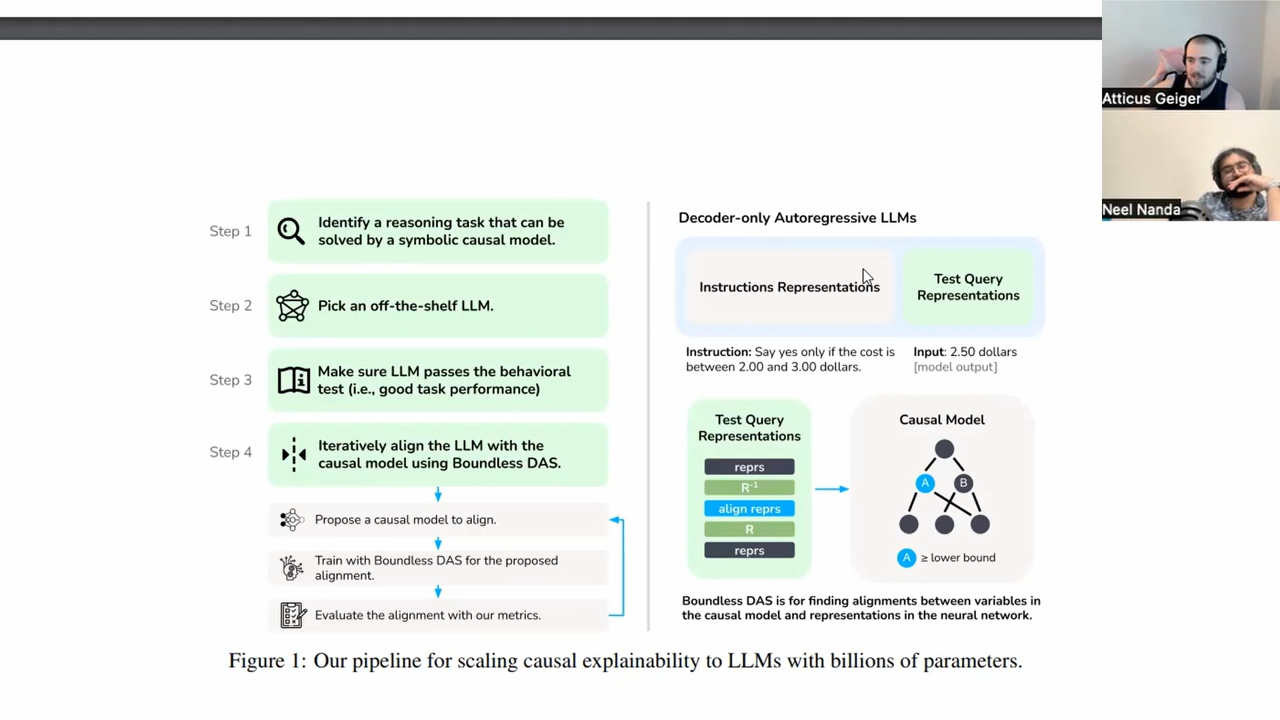 Atticus Geiger
Neel Nanda
Step 1
Identify a reasoning task that can be
solved by a symbolic causal model.
Step 2
Pick an off-the-shelf LLM.
Step 3
Make sure LLM passes the behavioral
test (i.e., good task performance)
Step 4
Iteratively align the LLM with the
causal model using Boundless DAS.
Propose a causal model to align.
Train with Boundless DAS for the proposed
alignment.
Evaluate the alignment with our metrics.
Decoder-only Autoregressive LLMs
Instructions Representations
Test Query
Representations
Instruction: Say yes only if the cost is
between 2.00 and 3.00 dollars.
Input: 2.50 dollars
[model output]
Test Query
Representations
reprs
R⁻¹
align reprs
R
reprs
Causal Model
A
B
A ≥ lower bound
Boundless DAS is for finding alignments between variables in
the causal model and representations in the neural network.
Figure 1: Our pipeline for scaling causal explainability to LLMs with billions of parameters.